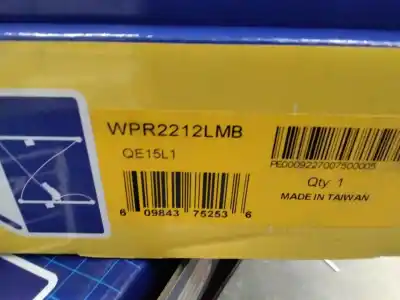 WPR2212LMB
QE15L1
6 09843 75253 6
PE0009227007500005
Qty 1
MADE IN TAIWAN